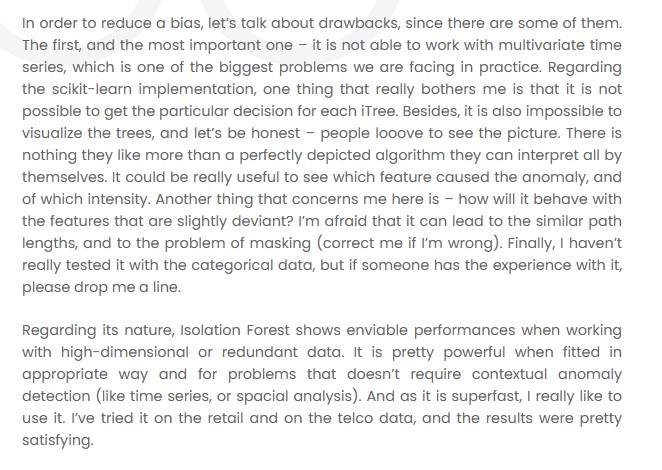 In order to reduce a bias, let’s talk about drawbacks, since there are some of them.
The first, and the most important one – it is not able to work with multivariate time
series, which is one of the biggest problems we are facing in practice. Regarding
the scikit-learn implementation, one thing that really bothers me is that it is not
possible to get the particular decision for each iTree. Besides, it is also impossible to
visualize the trees, and let’s be honest – people looove to see the picture. There is
nothing they like more than a perfectly depicted algorithm they can interpret all by
themselves. It could be really useful to see which feature caused the anomaly, and
of which intensity. Another thing that concerns me here is – how will it behave with
the features that are slightly deviant? I’m afraid that it can lead to the similar path
lengths, and to the problem of masking (correct me if I’m wrong). Finally, I haven’t
really tested it with the categorical data, but if someone has the experience with it,
please drop me a line.
Regarding its nature, Isolation Forest shows enviable performances when working
with high-dimensional or redundant data. It is pretty powerful when fitted in
appropriate way and for problems that doesn’t require contextual anomaly
detection (like time series, or spacial analysis). And as it is superfast, I really like to
use it. I’ve tried it on the retail and on the telco data, and the results were pretty
satisfying.